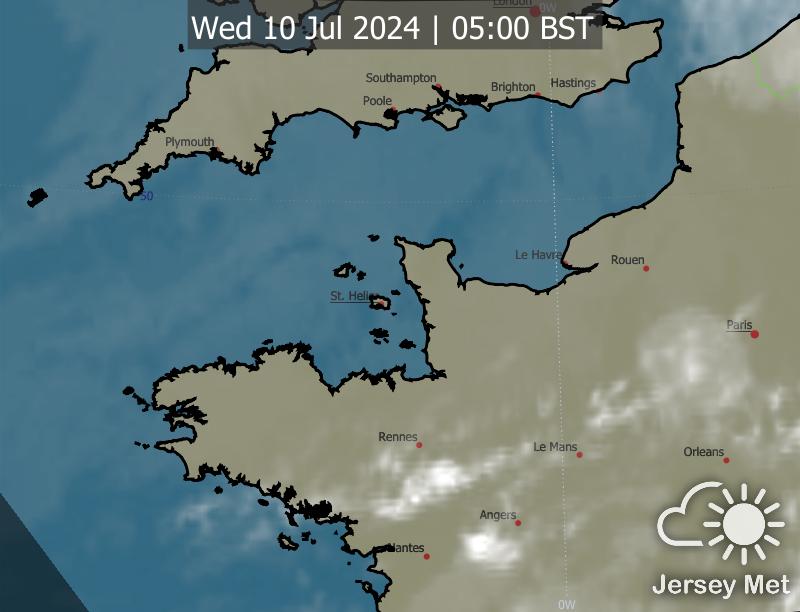 London
0W
Wed 10 Jul 2024 | 05:00 BST
Southampton
Brighton
Hastings
Poole
Plymouth
50
Le Havre
Rouen
St. Helier
Paris
Rennes
Le Mans
Orleans
Angers
Nantes
Jersey Met
0W